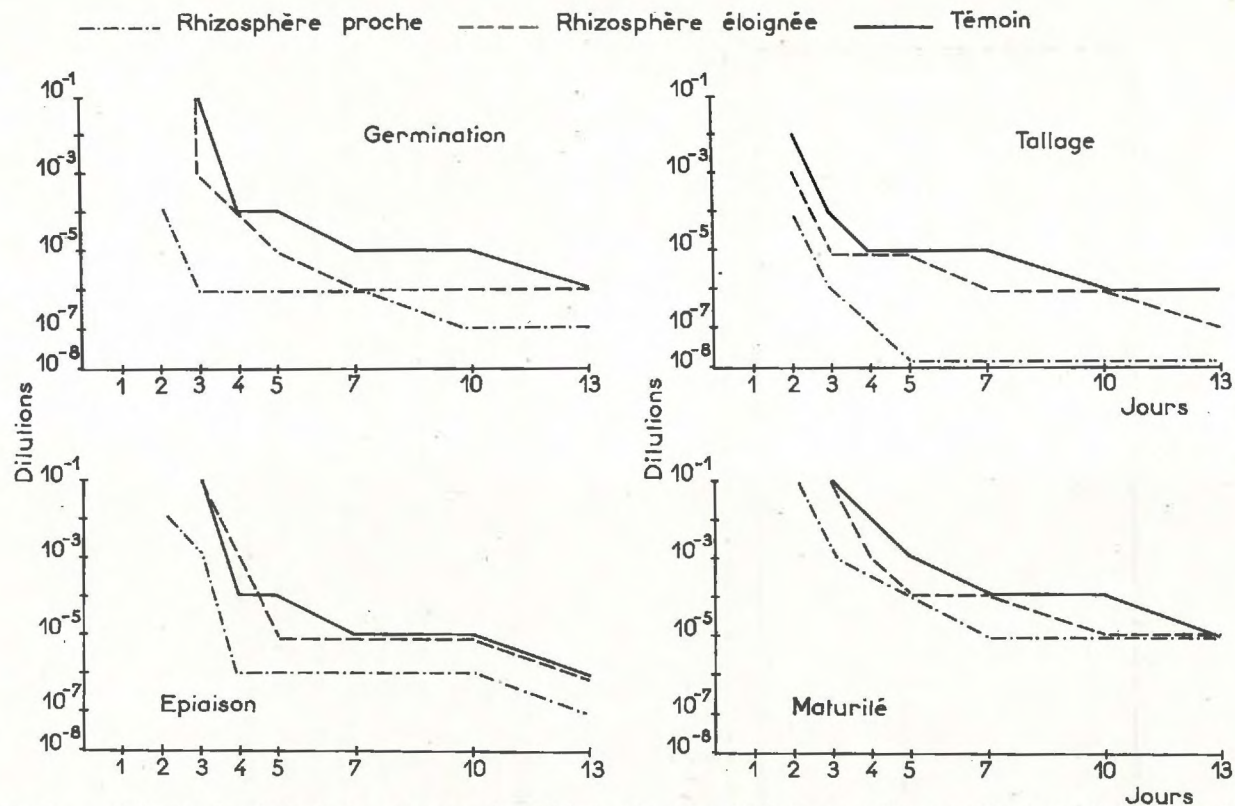 Rhizosphère proche Rhizosphère éloignée Témoin
Germination
10⁻¹
10⁻³
10⁻⁵
10⁻⁷
10⁻⁸
1 2 3 4 5 7 10 13
Tallage
10⁻¹
10⁻³
10⁻⁵
10⁻⁷
10⁻⁸
1 2 3 4 5 7 10 13
Jours
Dilutions
Epiaison
10⁻¹
10⁻³
10⁻⁵
10⁻⁷
10⁻⁸
1 2 3 4 5 7 10 13
Dilutions
Maturité
10⁻¹
10⁻³
10⁻⁵
10⁻⁷
10⁻⁸
1 2 3 4 5 7 10 13
Jours